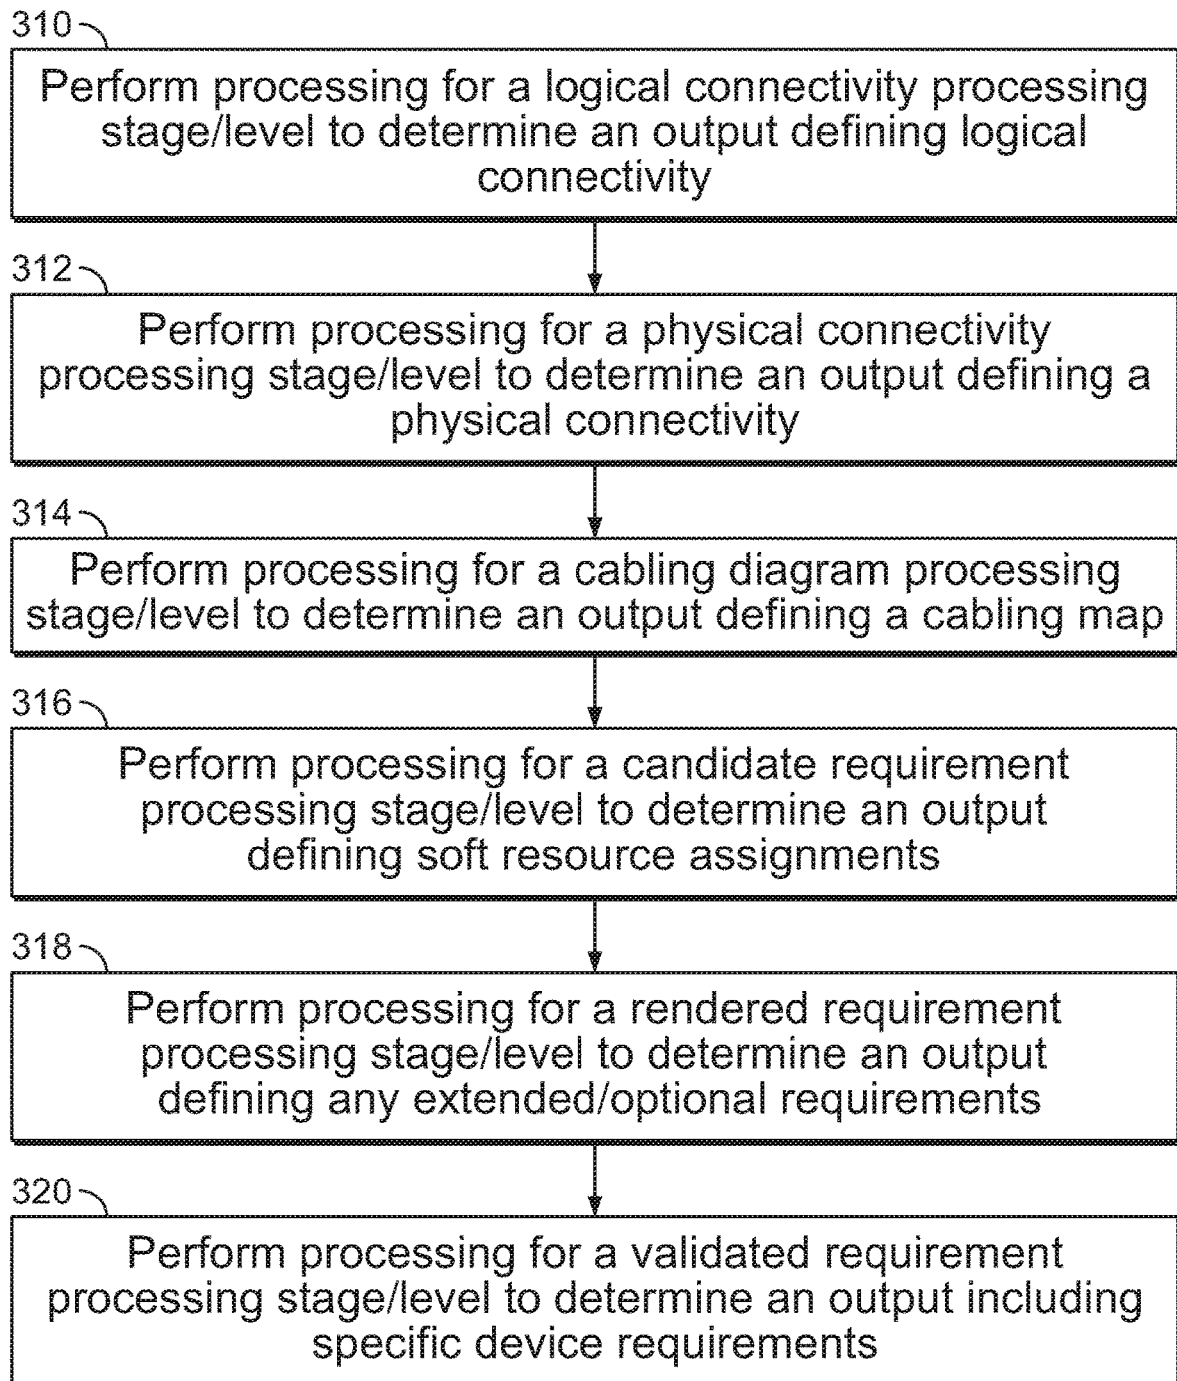 310
Perform processing for a logical connectivity processing
stage/level to determine an output defining logical
connectivity
312
Perform processing for a physical connectivity
processing stage/level to determine an output defining a
physical connectivity
314
Perform processing for a cabling diagram processing
stage/level to determine an output defining a cabling map
316
Perform processing for a candidate requirement
processing stage/level to determine an output
defining soft resource assignments
318
Perform processing for a rendered requirement
processing stage/level to determine an output
defining any extended/optional requirements
320
Perform processing for a validated requirement
processing stage/level to determine an output including
specific device requirements